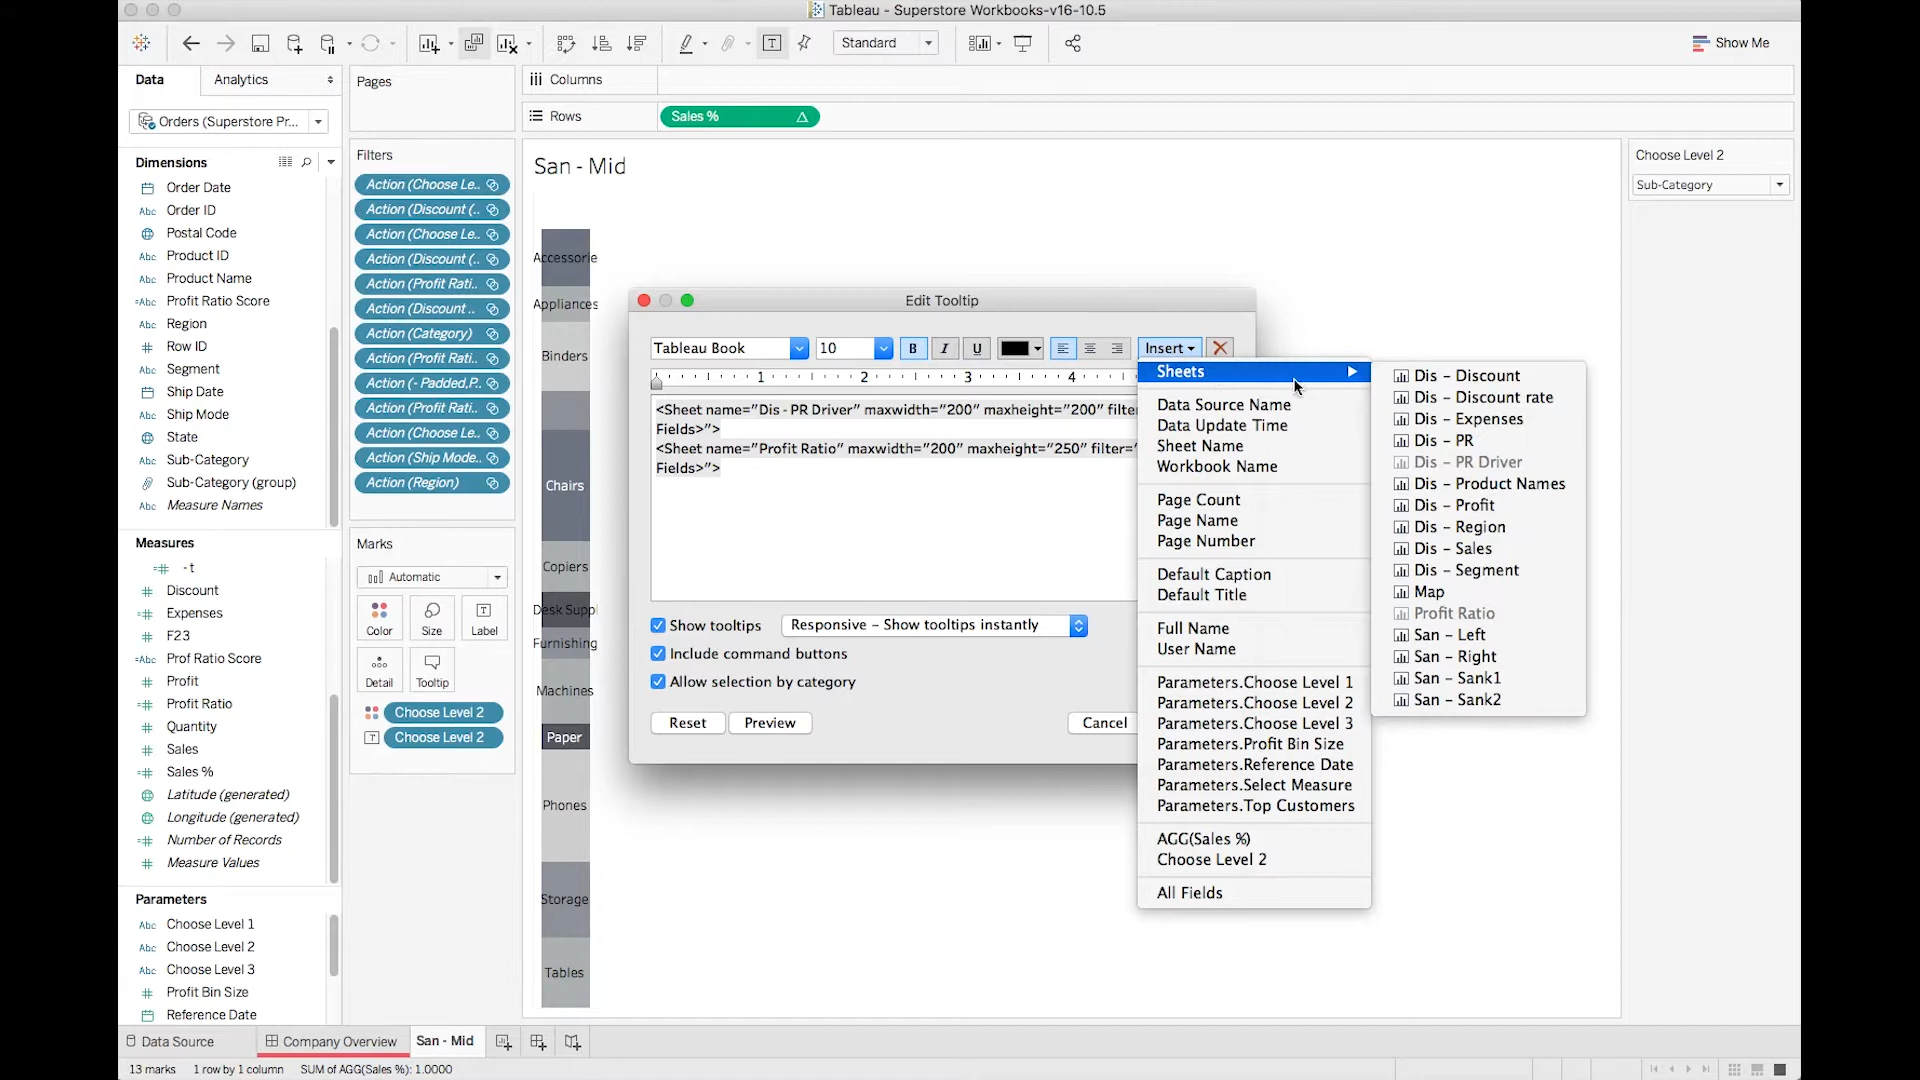 Tableau - Superstore Workbooks-v16-10.5
Standard
Show Me
Data
Analytics
Pages
Columns
Orders (Superstore Pr...
Rows
Sales %
Dimensions
Order Date
Order ID
Postal Code
Product ID
Product Name
Profit Ratio Score
Region
Row ID
Segment
Ship Date
Ship Mode
State
Sub-Category
Sub-Category (group)
Measure Names
Measures
-t
Discount
Expenses
F23
Prof Ratio Score
Profit
Profit Ratio
Quantity
Sales
Sales %
Latitude (generated)
Longitude (generated)
Number of Records
Measure Values
Parameters
Choose Level 1
Choose Level 2
Choose Level 3
Profit Bin Size
Reference Date
Filters
Action (Choose Le..
Action (Discount (..
Action (Choose Le..
Action (Discount (..
Action (Profit Rati..
Action (Discount ..
Action (Category)
Action (Profit Rati..
Action (- Padded,P..
Action (Profit Rati..
Action (Choose Le..
Action (Ship Mode..
Action (Region)
Marks
Automatic
Color
Size
Label
Detail
Tooltip
Choose Level 2
Choose Level 2
San - Mid
Accessorie
Appliances
Binders
Chairs
Copiers
Desk Suppl
Furnishing
Machines
Paper
Phones
Storage
Tables
Choose Level 2
Sub-Category
Edit Tooltip
Tableau Book
10
B
I
U
Insert
1
2
3
4
<Sheet name="Dis - PR Driver" maxwidth="200" maxheight="200" filter
Fields>">
<Sheet name="Profit Ratio" maxwidth="200" maxheight="250" filter="
Fields>">
Show tooltips
Responsive – Show tooltips instantly
Include command buttons
Allow selection by category
Reset
Preview
Cancel
Sheets
Data Source Name
Data Update Time
Sheet Name
Workbook Name
Page Count
Page Name
Page Number
Default Caption
Default Title
Full Name
User Name
Parameters.Choose Level 1
Parameters.Choose Level 2
Parameters.Choose Level 3
Parameters.Profit Bin Size
Parameters.Reference Date
Parameters.Select Measure
Parameters.Top Customers
AGG(Sales %)
Choose Level 2
All Fields
Dis – Discount
Dis – Discount rate
Dis – Expenses
Dis – PR
Dis – PR Driver
Dis – Product Names
Dis – Profit
Dis – Region
Dis – Sales
Dis – Segment
Map
Profit Ratio
San – Left
San – Right
San – Sank1
San – Sank2
Data Source
Company Overview
San - Mid
13 marks
1 row by 1 column
SUM of AGG(Sales %): 1.0000